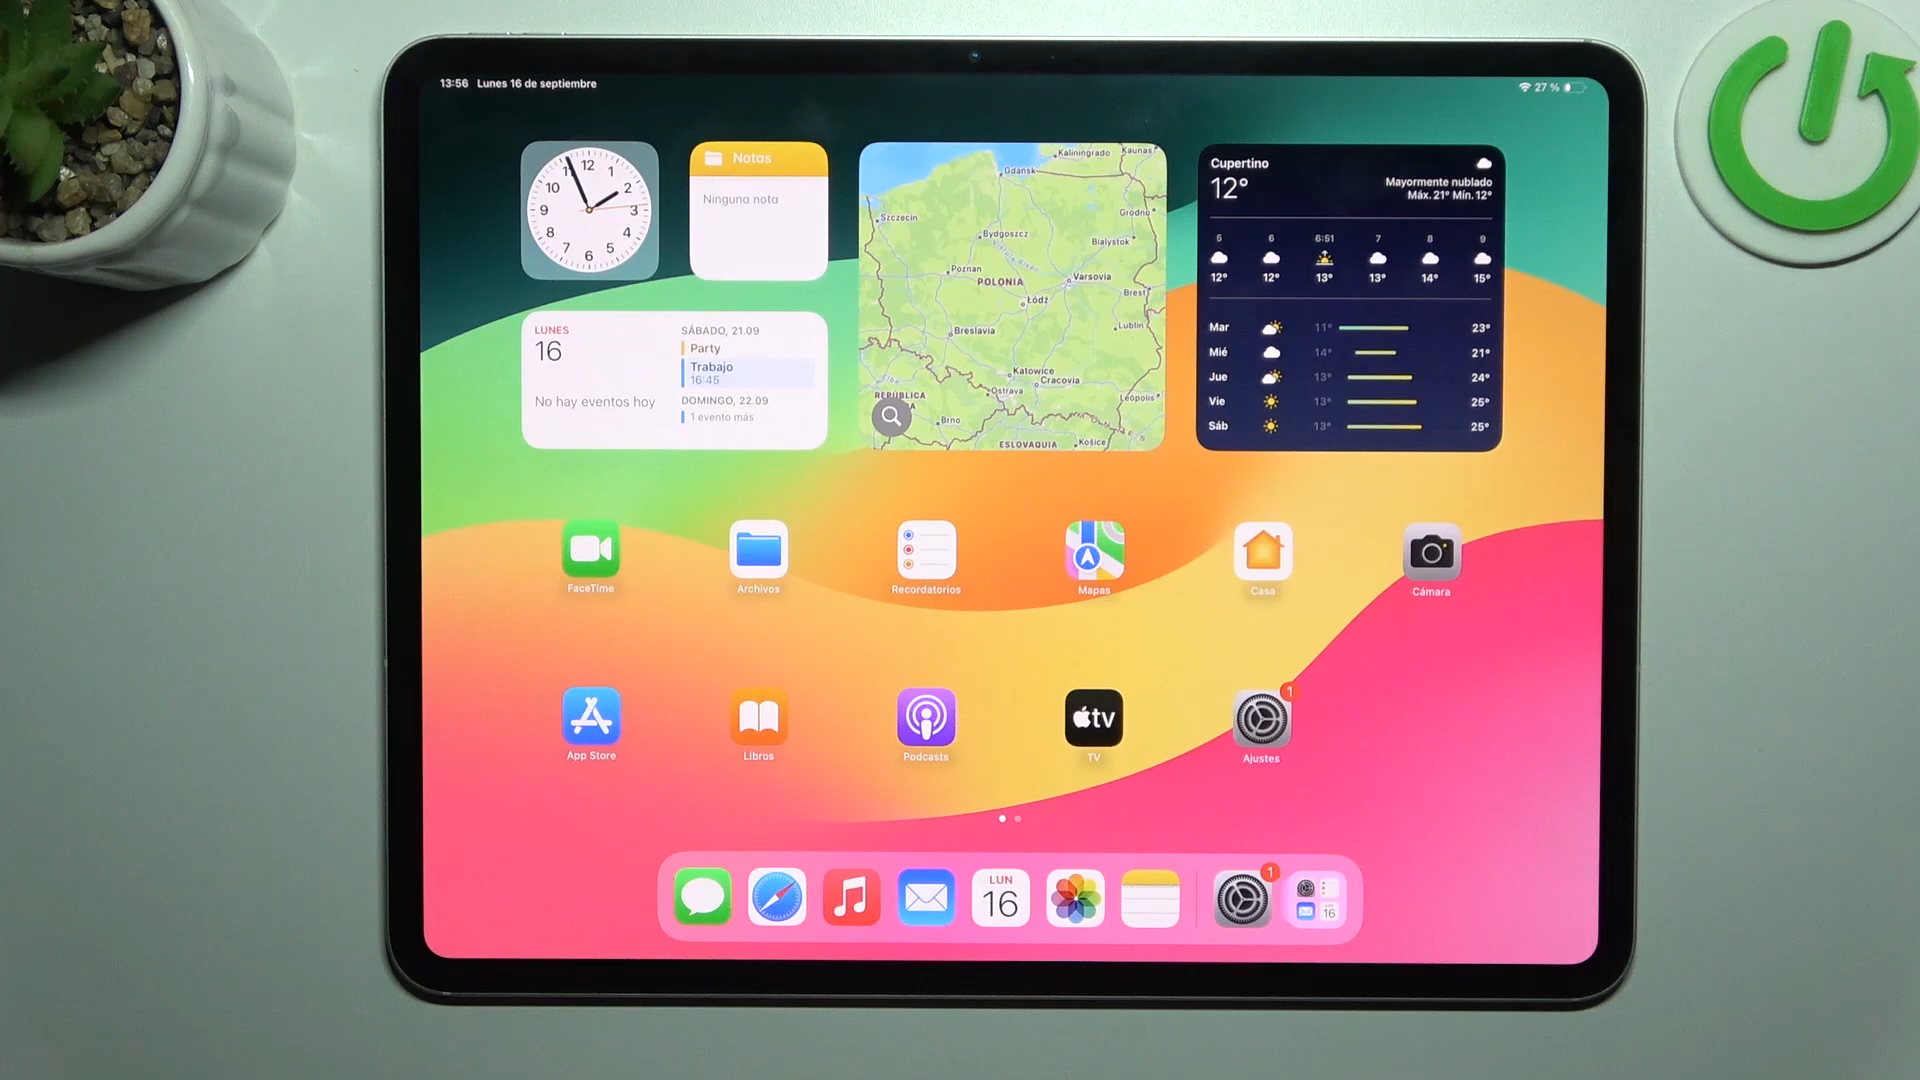 13:56 Lunes 16 de septiembre
27 %
12
1
2
3
4
5
6
7
8
9
10
11
Notas
Ninguna nota
LUNES
16
No hay eventos hoy
SÁBADO, 21.09
Party
Trabajo
16:45
DOMINGO, 22.09
1 evento más
Kaliningrado
Kaunas
Gdansk
Szczecin
Grodno
Bydgoszcz
Bialystok
Vistula River
Poznan
Varsovia
POLONIA
Brest
Łódź
Breslavia
Lublin
Katowice
Cracovia
Elba
Ostrava
REPÚBLICA
Leópolis
Brno
ESLOVAQUIA
Košice
Cupertino
12°
Mayormente nublado
Máx. 21° Mín. 12°
5 6 6:51 7 8 9
12° 12° 13° 13° 14° 15°
Mar 11° 23°
Mié 14° 21°
Jue 13° 24°
Vie 13° 25°
Sáb 13° 25°
FaceTime
Archivos
Recordatorios
Mapas
Casa
Cámara
tv
1
App Store
Libros
Podcasts
TV
Ajustes
LUN
16
1
16